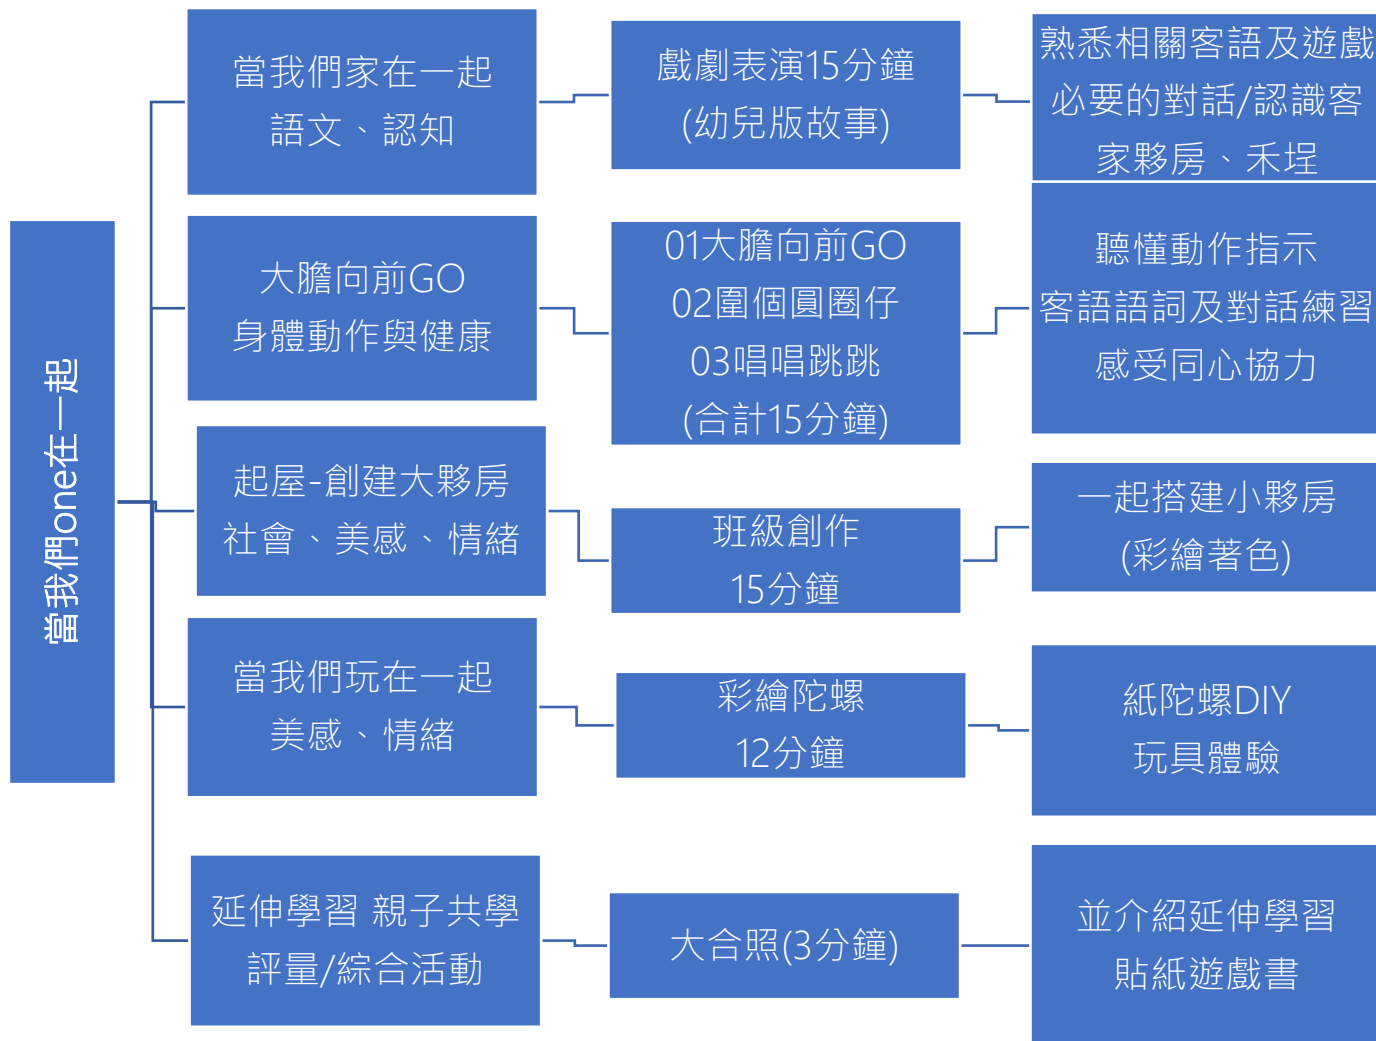 當我們one在一起
當我們家在一起
語文、認知
戲劇表演15分鐘
(幼兒版故事)
熟悉相關客語及遊戲
必要的對話/認識客
家夥房、禾埕
大膽向前GO
身體動作與健康
01大膽向前GO
02圍個圓圈仔
03唱唱跳跳
(合計15分鐘)
聽懂動作指示
客語語詞及對話練習
感受同心協力
起屋-創建大夥房
社會、美感、情緒
班級創作
15分鐘
一起搭建小夥房
(彩繪著色)
當我們玩在一起
美感、情緒
彩繪陀螺
12分鐘
紙陀螺DIY
玩具體驗
延伸學習 親子共學
評量/綜合活動
大合照(3分鐘)
並介紹延伸學習
貼紙遊戲書